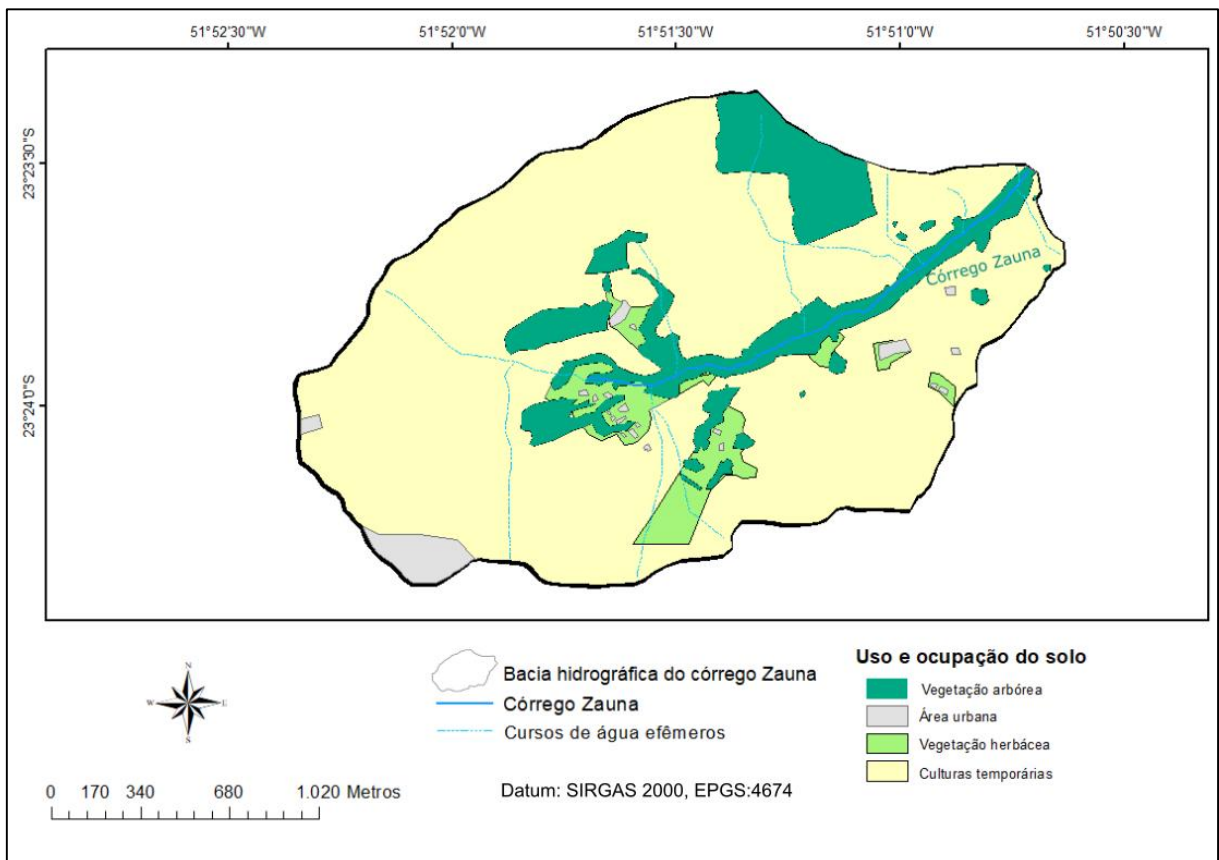 51°52'30"W 51°52'0"W 51°51'30"W 51°51'0"W 51°50'30"W
23°23'30"S
23°24'0"S
Córrego Zauna
N
W E
S
Bacia hidrográfica do córrego Zauna
Córrego Zauna
Cursos de água efêmeros
Uso e ocupação do solo
Vegetação arbórea
Área urbana
Vegetação herbácea
Culturas temporárias
0 170 340 680 1.020 Metros
Datum: SIRGAS 2000, EPGS:4674